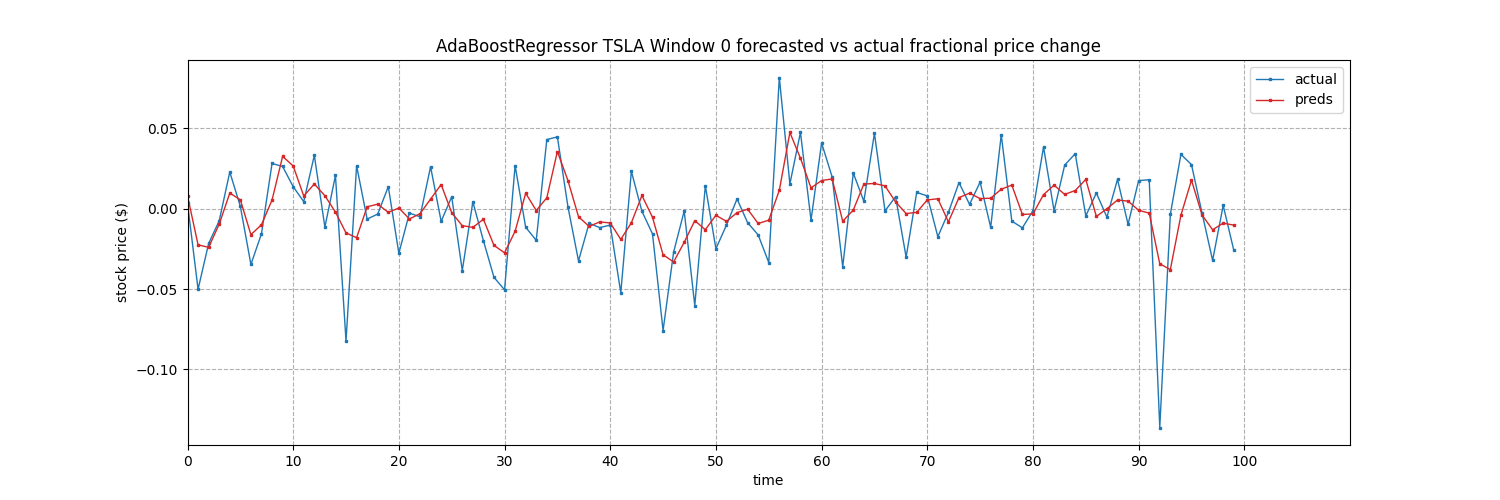 AdaBoostRegressor TSLA Window 0 forecasted vs actual fractional price change
actual
preds
stock price ($)
0.05
0.00
−0.05
−0.10
0 10 20 30 40 50 60 70 80 90 100
time